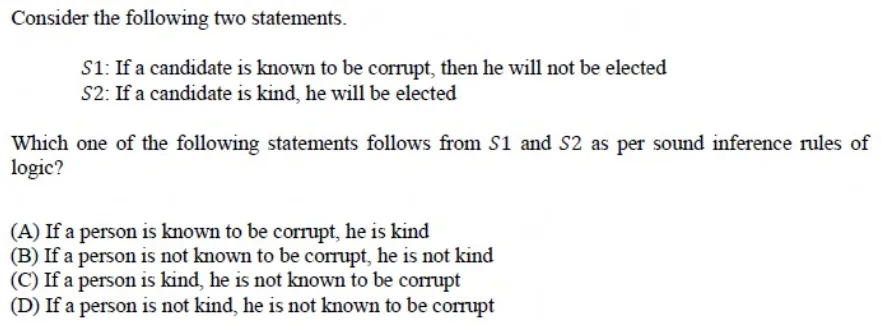 Consider the following two statements.
S1: If a candidate is known to be corrupt, then he will not be elected
S2: If a candidate is kind, he will be elected
Which one of the following statements follows from S1 and S2 as per sound inference rules of
logic?
(A) If a person is known to be corrupt, he is kind
(B) If a person is not known to be corrupt, he is not kind
(C) If a person is kind, he is not known to be corrupt
(D) If a person is not kind, he is not known to be corrupt